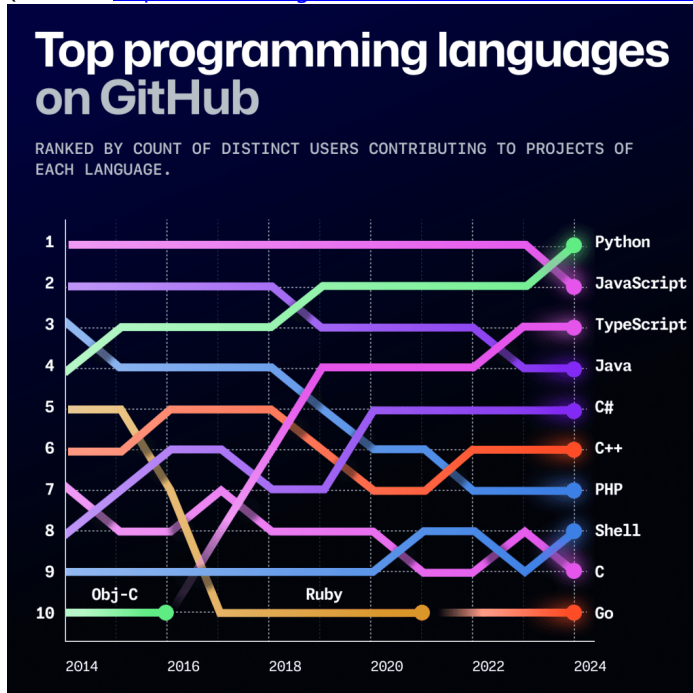 Top programming languages
on GitHub
RANKED BY COUNT OF DISTINCT USERS CONTRIBUTING TO PROJECTS OF
EACH LANGUAGE.
1 Python
2 JavaScript
3 TypeScript
4 Java
5 C#
6 C++
7 PHP
8 Shell
9 C
Obj-C Ruby
10 Go
2014 2016 2018 2020 2022 2024